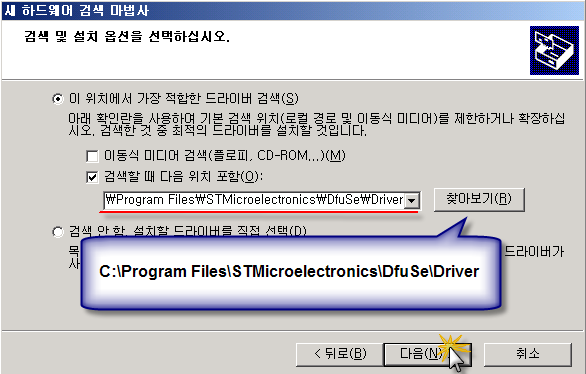 새 하드웨어 검색 마법사
검색 및 설치 옵션을 선택하십시오.
이 위치에서 가장 적합한 드라이버 검색(S)
아래 확인란을 사용하여 기본 검색 위치(로컬 경로 및 이동식 미디어)를 제한하거나 확장하십
시오. 검색한 것 중 최적의 드라이버를 설치할 것입니다.
이동식 미디어 검색(플로피, CD-ROM...)(M)
검색할 때 다음 위치 포함(O):
₩Program Files₩STMicroelectronics₩DfuSe₩Driver
찾아보기(R)
검색 안 함. 설치할 드라이버를 직접 선택(D)
드라이버가
C:\Program Files\STMicroelectronics\DfuSe\Driver
< 뒤로(B)
다음(N)
취소